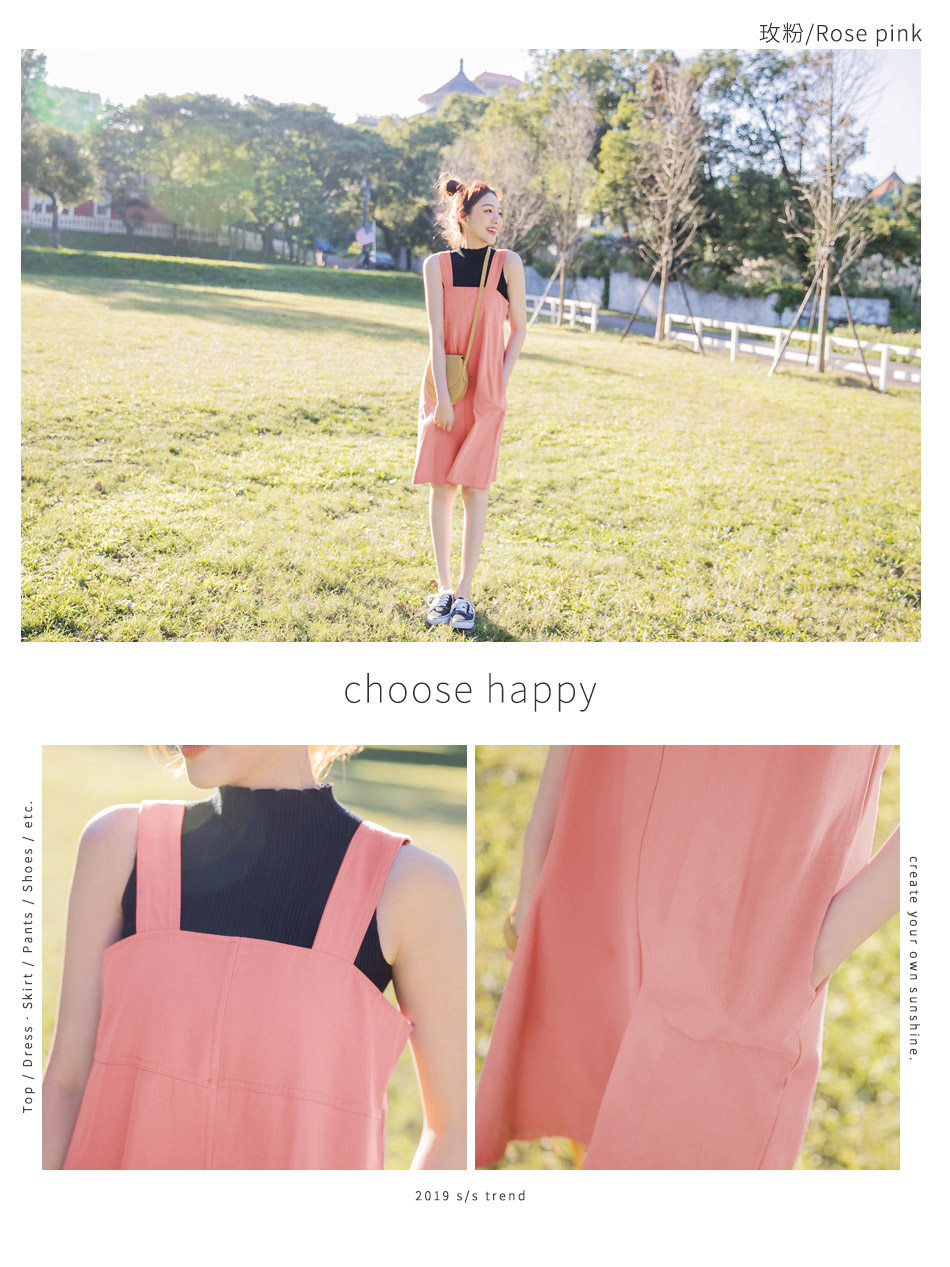 玫粉/Rose pink
choose happy
Top / Dress · Skirt / Pants / Shoes / etc.
create your own sunshine.
2019 s/s trend